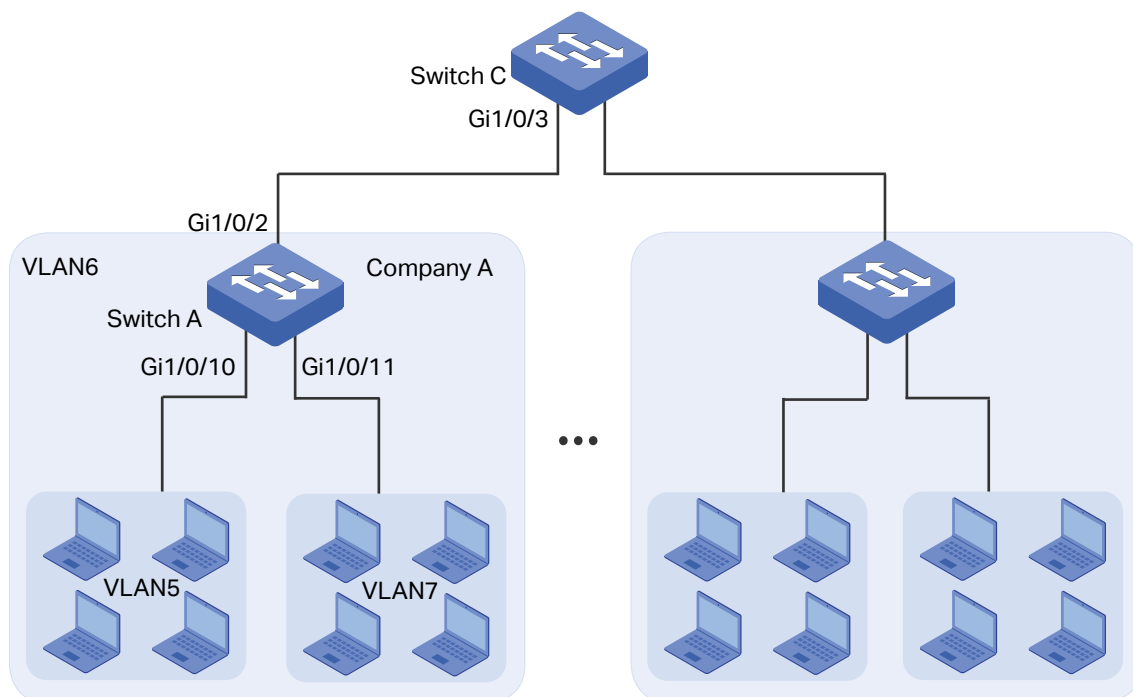 Switch C
Gi1/0/3
Gi1/0/2
VLAN6
Company A
Switch A
Gi1/0/10
Gi1/0/11
VLAN5
VLAN7